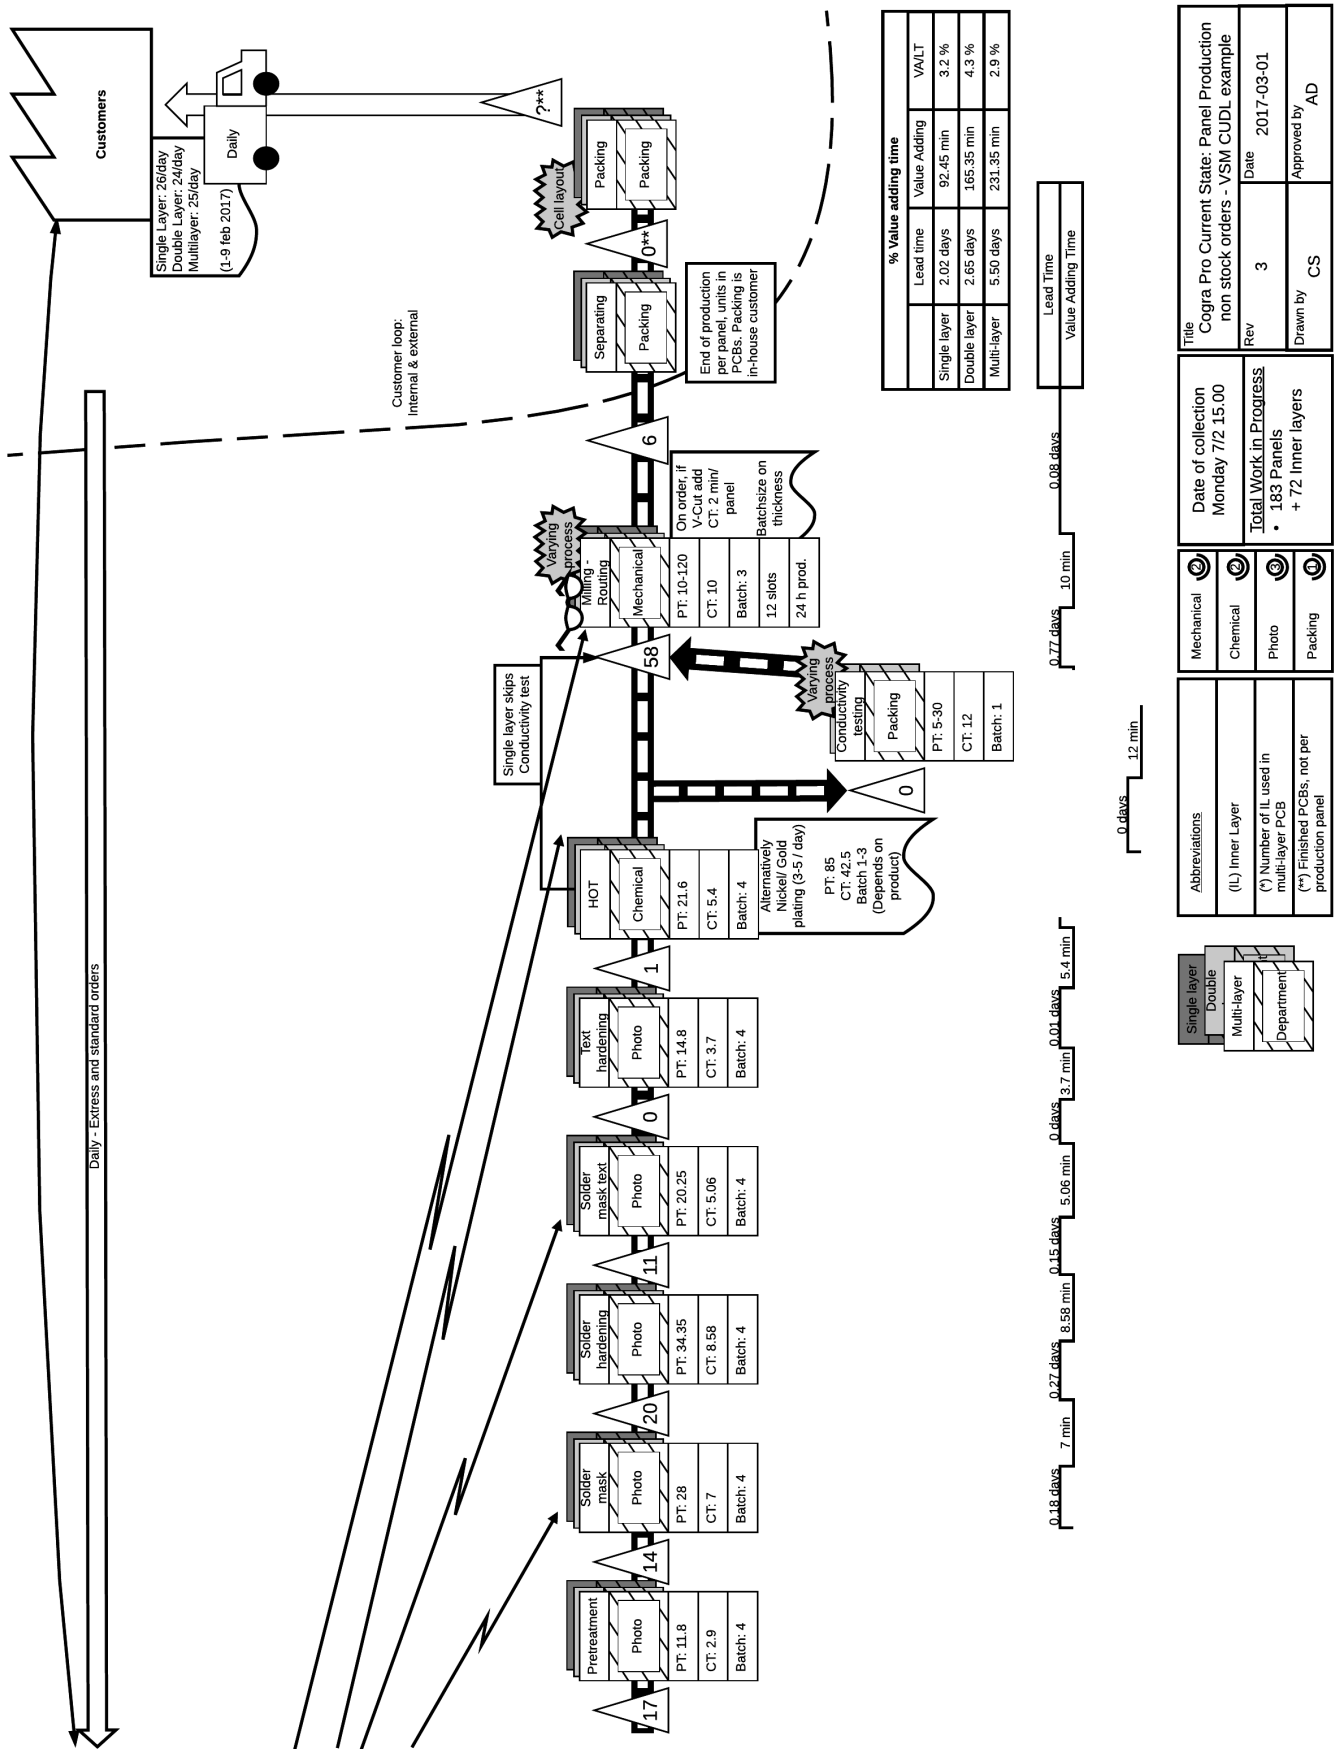 Customers
Single Layer: 26/day
Double Layer: 24/day
Multilayer: 25/day
(1-9 feb 2017)
Daily
?**
Daily - Extress and standard orders
Customer loop:
Internal & external
17
Pretreatment
Photo
PT: 11.8
CT: 2.9
Batch: 4
14
Solder
mask
Photo
PT: 28
CT: 7
Batch: 4
20
Solder
hardening
Photo
PT: 34.35
CT: 8.58
Batch: 4
11
Solder
mask text
Photo
PT: 20.25
CT: 5.06
Batch: 4
0
Text
hardening
Photo
PT: 14.8
CT: 3.7
Batch: 4
1
HOT
Chemical
PT: 21.6
CT: 5.4
Batch: 4
Alternatively
Nickel/ Gold
plating (3-5 / day)
PT: 85
CT: 42.5
Batch 1-3
(Depends on
product)
Single layer skips
Conductivity test
0
Varying
process
Conductivity
testing
Packing
PT: 5-30
CT: 12
Batch: 1
58
Varying
process
Milling -
Routing
Mechanical
PT: 10-120
CT: 10
Batch: 3
12 slots
24 h prod.
On order, if
V-Cut add
CT: 2 min/
panel
Batchsize on
thickness
6
Separating
Packing
End of production
per panel, units in
PCBs. Packing is
in-house customer
0**
Cell layout
Packing
Packing
% Value adding time
Lead time Value Adding VA/LT
Single layer 2.02 days 92.45 min 3.2 %
Double layer 2.65 days 165.35 min 4.3 %
Multi-layer 5.50 days 231.35 min 2.9 %
0.18 days
7 min
0.27 days
8.58 min
0.15 days
5.06 min
0 days
3.7 min
0.01 days
5.4 min
0 days
12 min
0.77 days
10 min
0.08 days
Lead Time
Value Adding Time
Single layer
Double
Multi-layer
Department
nt
Abbreviations
(IL) Inner Layer
(*) Number of IL used in
multi-layer PCB
(**) Finished PCBs, not per
production panel
Mechanical 2
Chemical 2
Photo 3
Packing 1
Date of collection
Monday 7/2 15.00
Total Work in Progress
• 183 Panels
+ 72 Inner layers
Title
Cogra Pro Current State: Panel Production
non stock orders - VSM CUDL example
Rev
3
Date
2017-03-01
Drawn by
CS
Approved by
AD